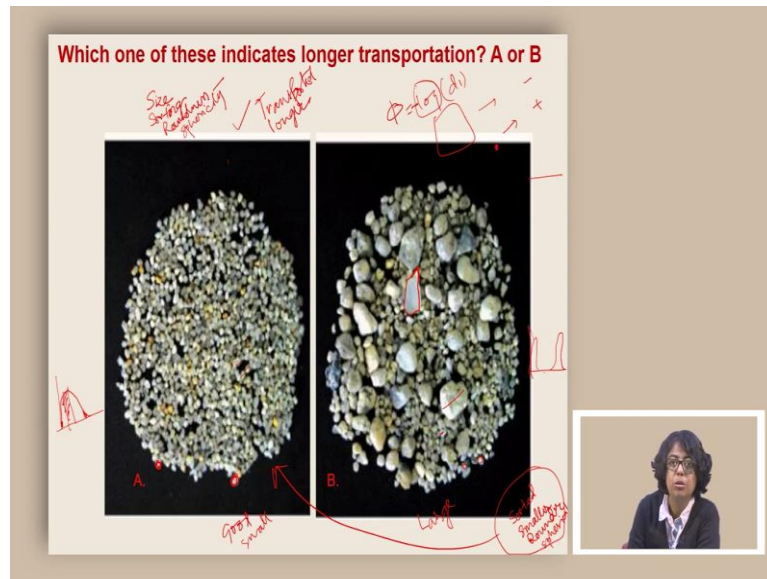 Which one of these indicates longer transportation? A or B
Size
Sorting
Roundness
Sphericity
Transported
longer
Φ = -log (di)
-
+
A.
B.
Good
small
Large
Sorted
Smaller
Rounded
spherical